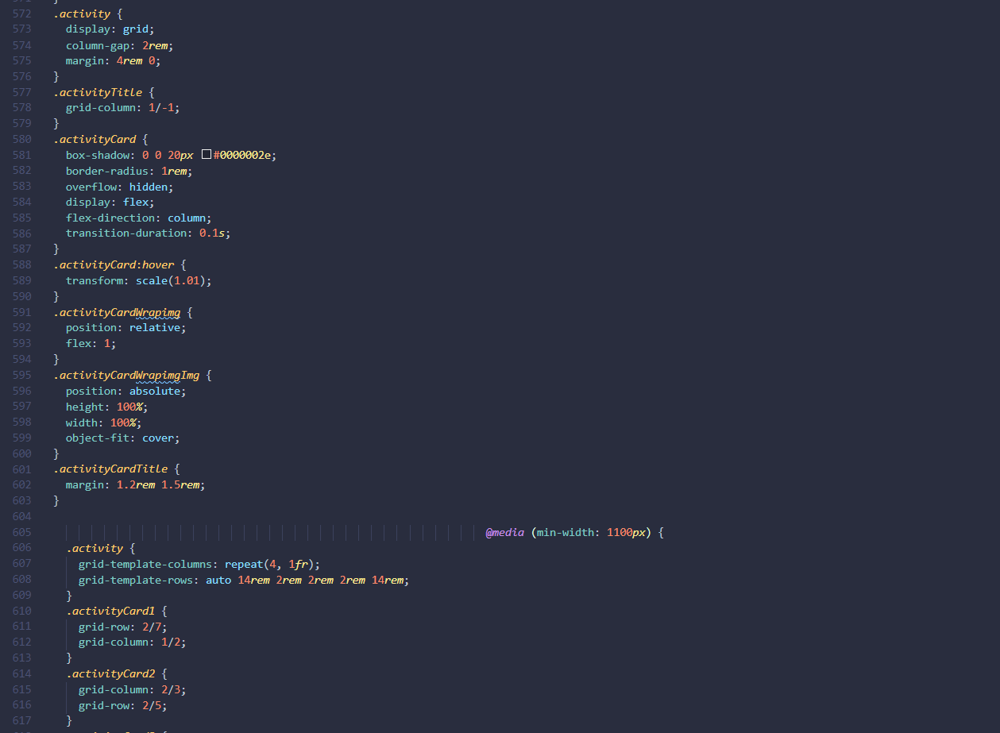 572 .activity {
573 display: grid;
574 column-gap: 2rem;
575 margin: 4rem 0;
576 }
577 .activityTitle {
578 grid-column: 1/-1;
579 }
580 .activityCard {
581 box-shadow: 0 0 20px #0000002e;
582 border-radius: 1rem;
583 overflow: hidden;
584 display: flex;
585 flex-direction: column;
586 transition-duration: 0.1s;
587 }
588 .activityCard:hover {
589 transform: scale(1.01);
590 }
591 .activityCardWrapimg {
592 position: relative;
593 flex: 1;
594 }
595 .activityCardWrapimgImg {
596 position: absolute;
597 height: 100%;
598 width: 100%;
599 object-fit: cover;
600 }
601 .activityCardTitle {
602 margin: 1.2rem 1.5rem;
603 }
604
605 @media (min-width: 1100px) {
606 .activity {
607 grid-template-columns: repeat(4, 1fr);
608 grid-template-rows: auto 14rem 2rem 2rem 2rem 14rem;
609 }
610 .activityCard1 {
611 grid-row: 2/7;
612 grid-column: 1/2;
613 }
614 .activityCard2 {
615 grid-column: 2/3;
616 grid-row: 2/5;
617 }